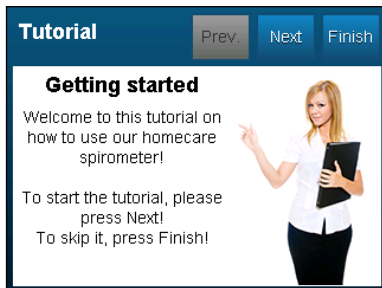 Tutorial
Prev.
Next
Finish
Getting started
Welcome to this tutorial on
how to use our homecare
spirometer!
To start the tutorial, please
press Next!
To skip it, press Finish!